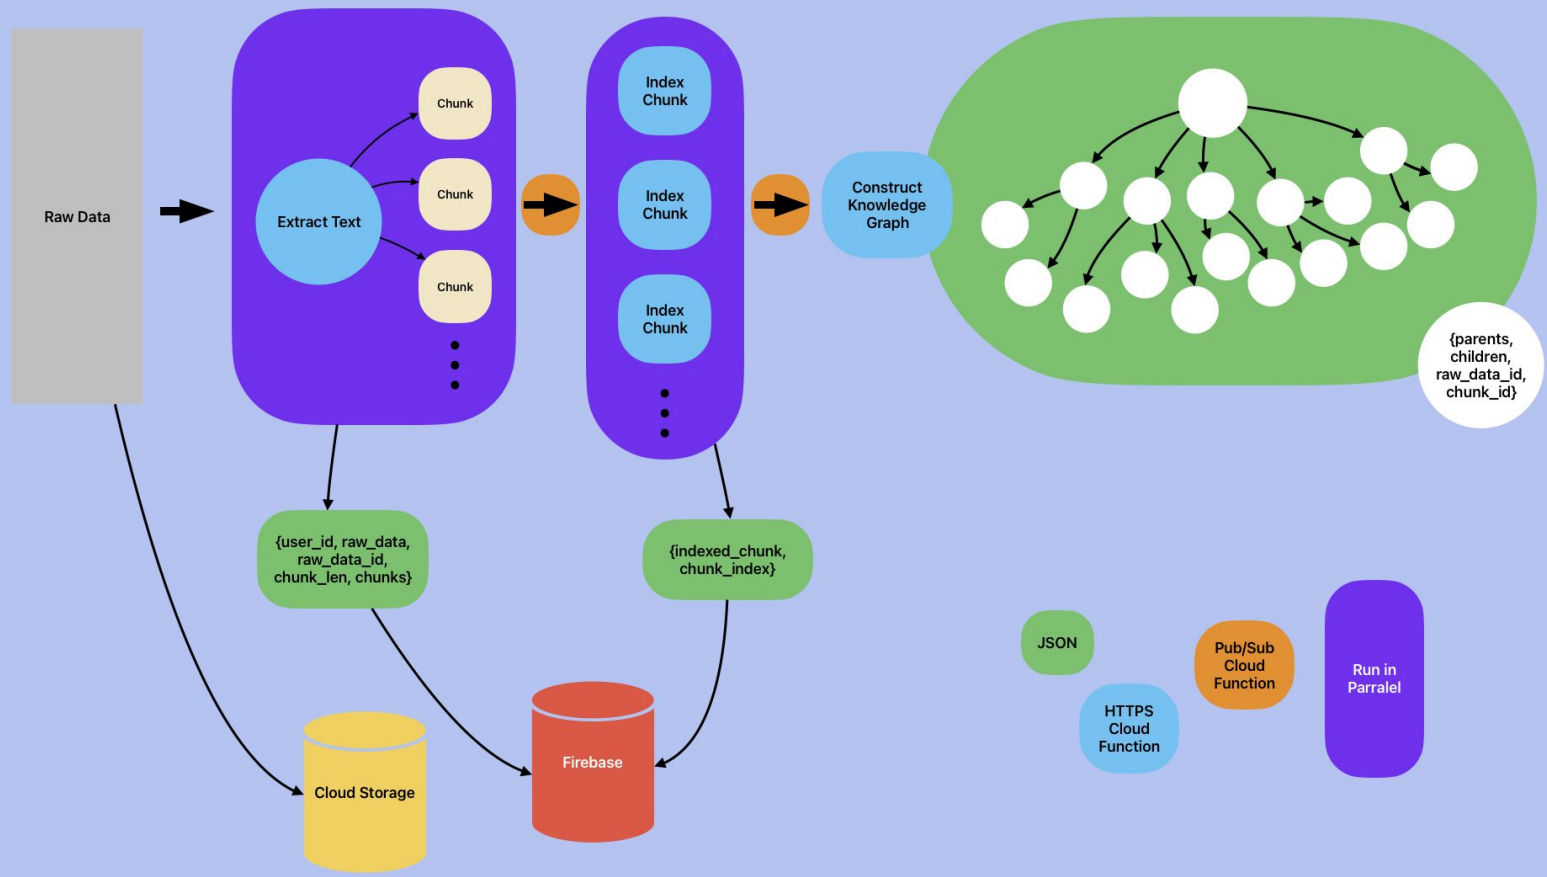 Raw Data
Extract Text
Chunk
Chunk
Chunk
Index
Chunk
Index
Chunk
Index
Chunk
Construct
Knowledge
Graph
{parents,
children,
raw_data_id,
chunk_id}
{user_id, raw_data,
raw_data_id,
chunk_len, chunks}
{indexed_chunk,
chunk_index}
Cloud Storage
Firebase
JSON
HTTPS
Cloud
Function
Pub/Sub
Cloud
Function
Run in
Parralel